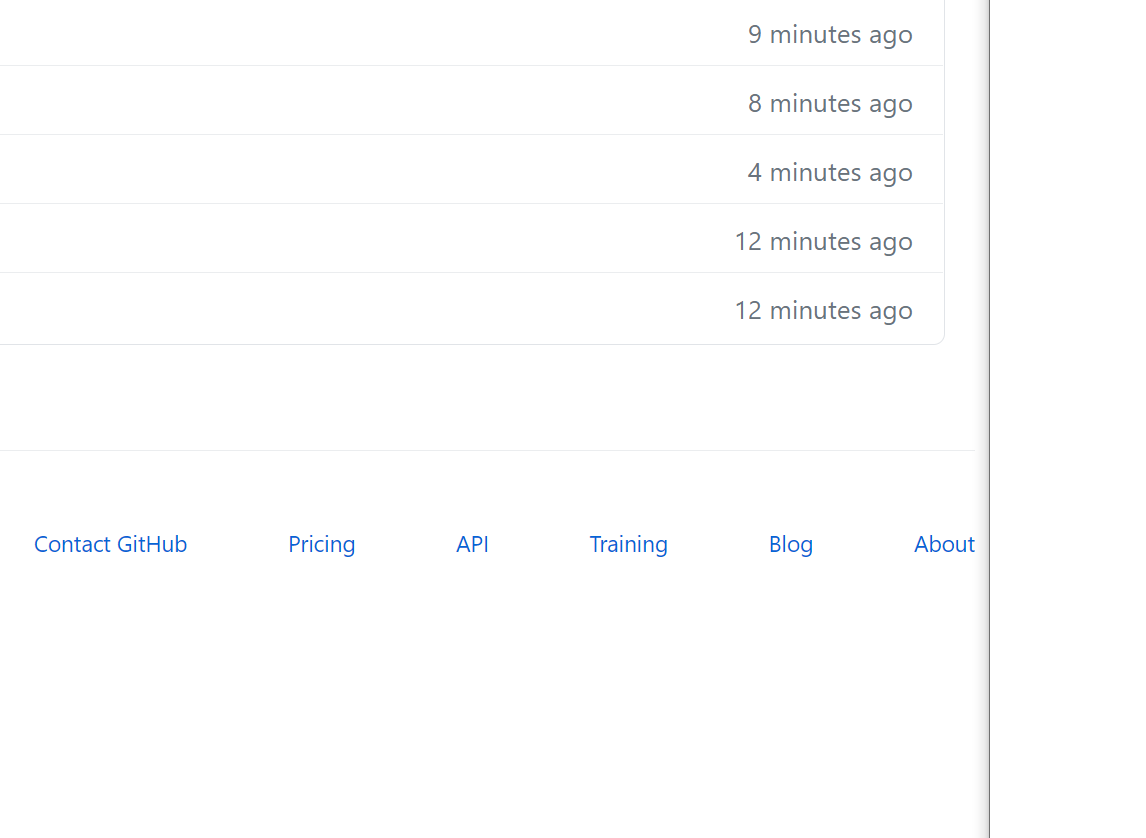 9 minutes ago
8 minutes ago
4 minutes ago
12 minutes ago
12 minutes ago
Contact GitHub Pricing API Training Blog About